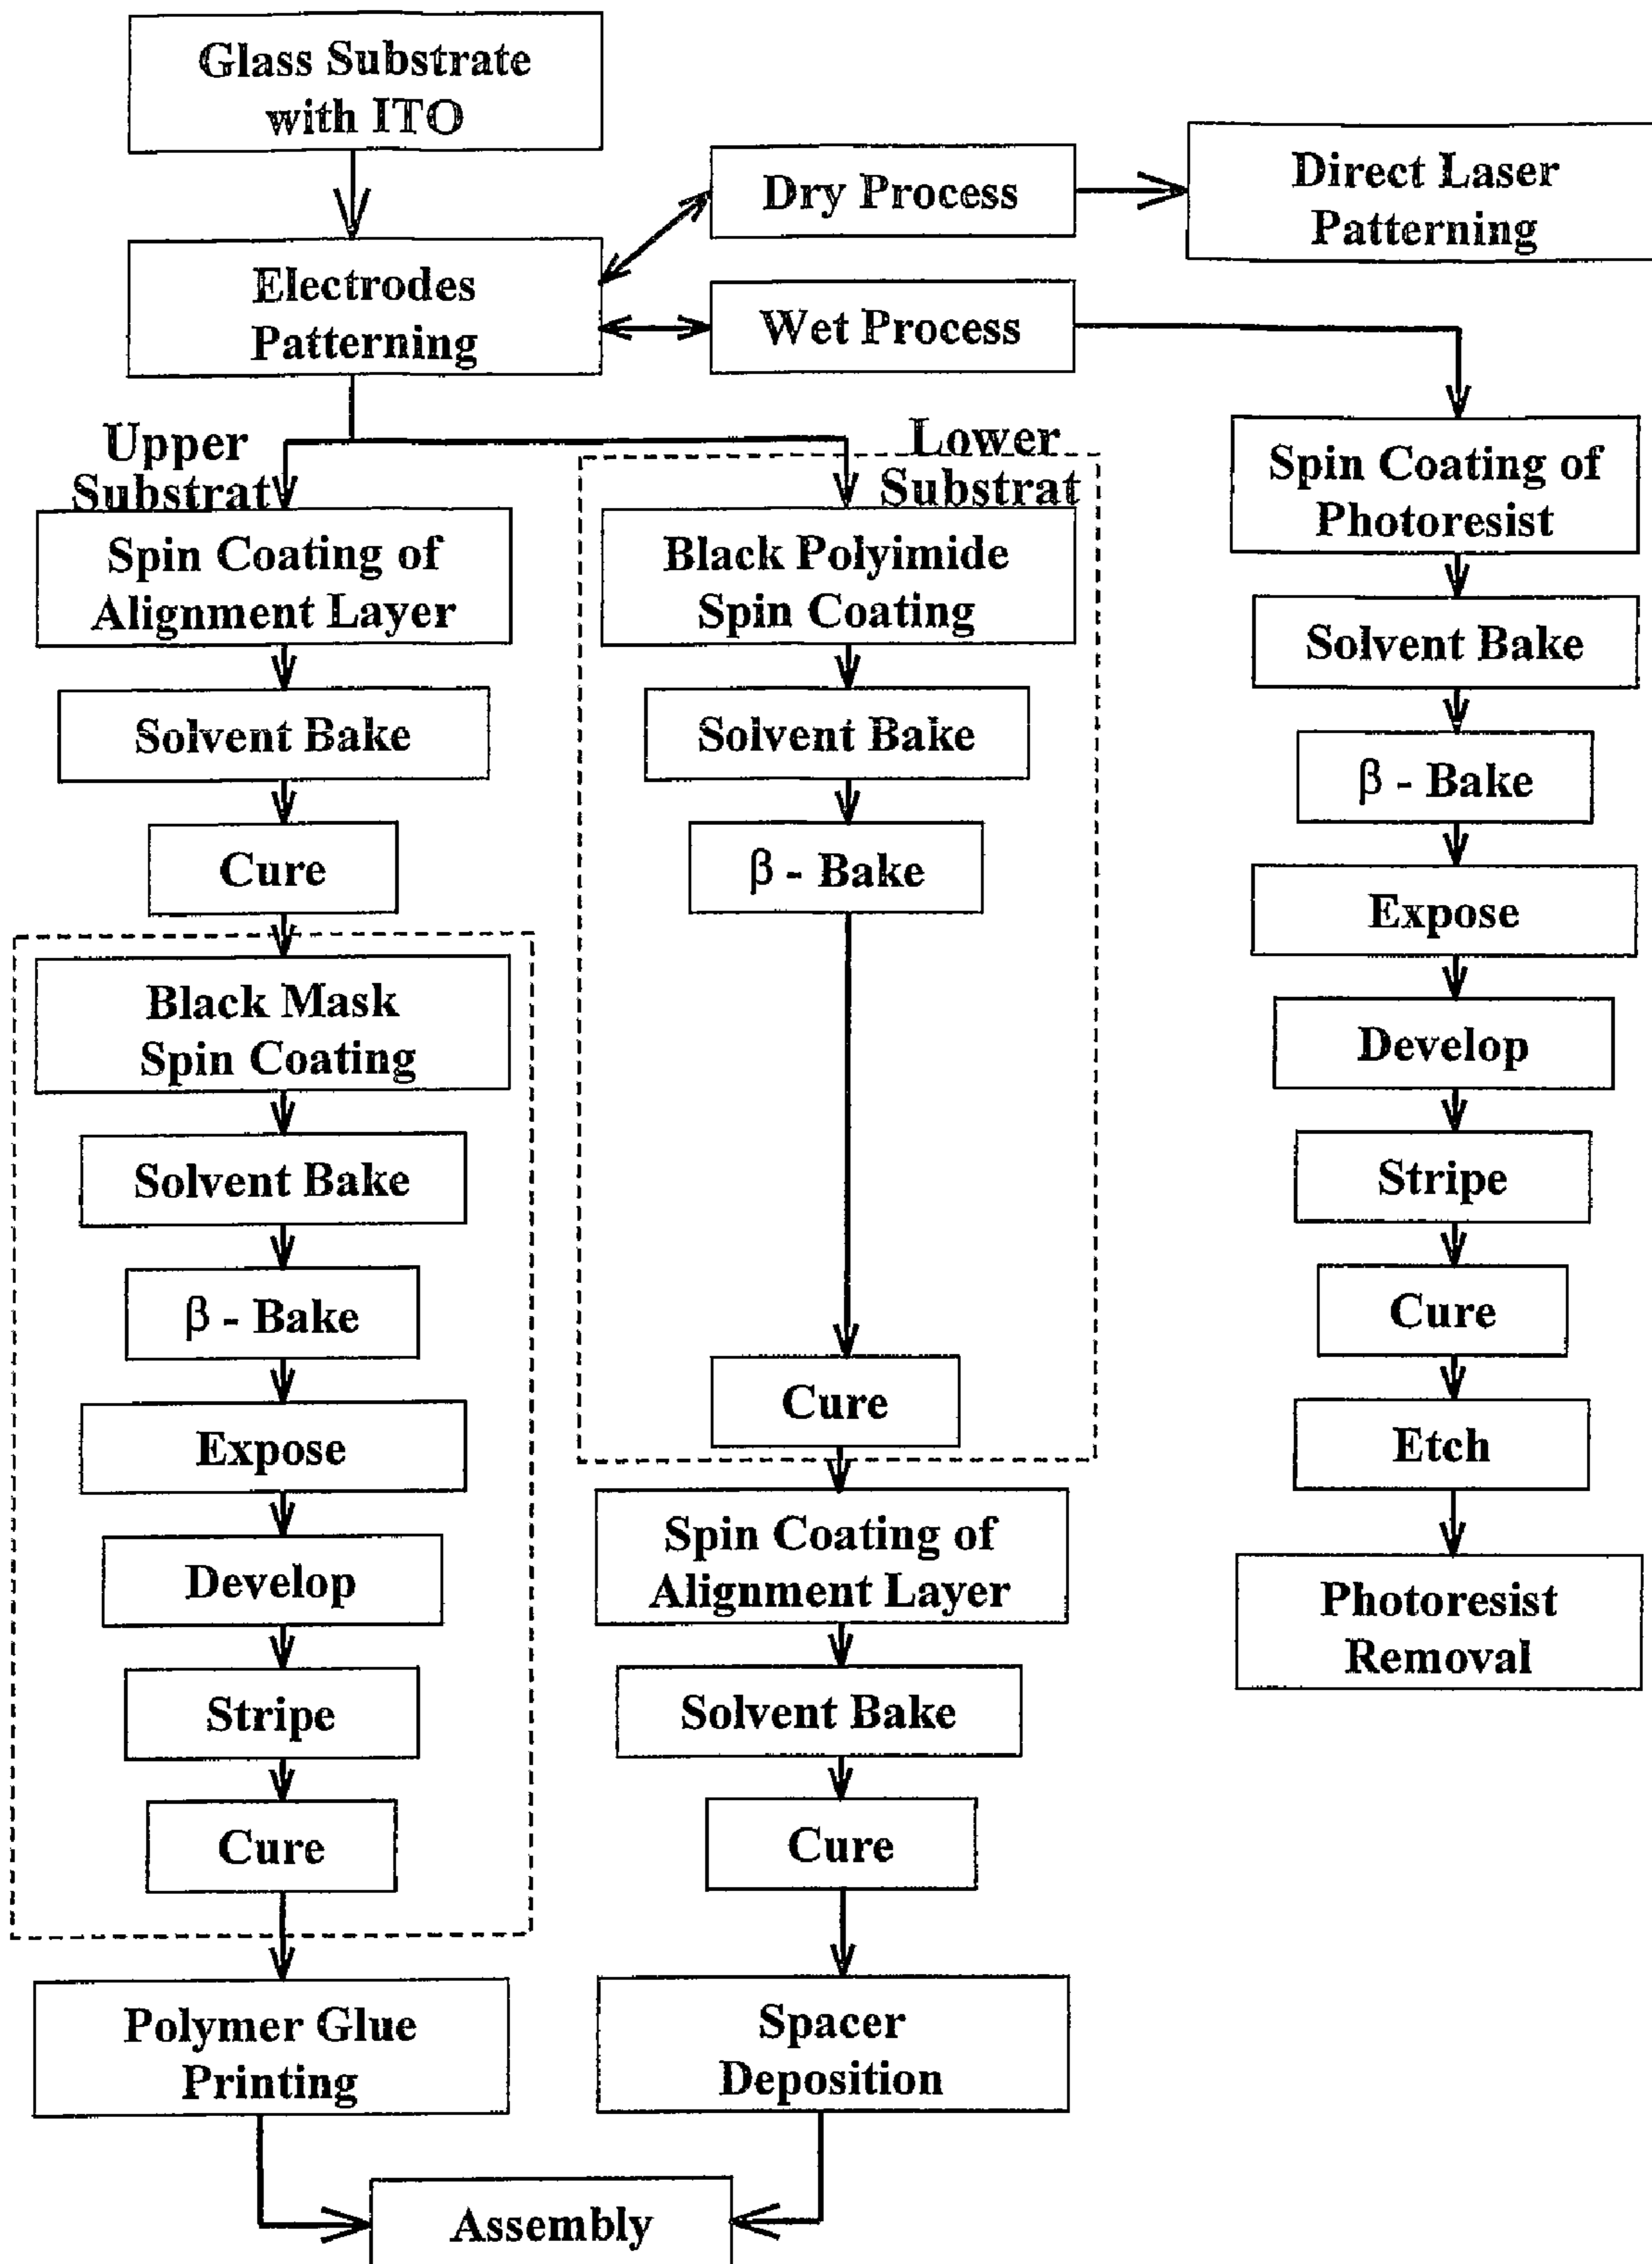 Glass Substrate
with ITO
Dry Process
Direct Laser
Patterning
Electrodes
Patterning
Wet Process
Upper
Substrat
Lower
Substrat
Spin Coating of
Alignment Layer
Solvent Bake
Cure
Black Mask
Spin Coating
Solvent Bake
β - Bake
Expose
Develop
Stripe
Cure
Polymer Glue
Printing
Black Polyimide
Spin Coating
Solvent Bake
β - Bake
Cure
Spin Coating of
Alignment Layer
Solvent Bake
Cure
Spacer
Deposition
Spin Coating of
Photoresist
Solvent Bake
β - Bake
Expose
Develop
Stripe
Cure
Etch
Photoresist
Removal
Assembly